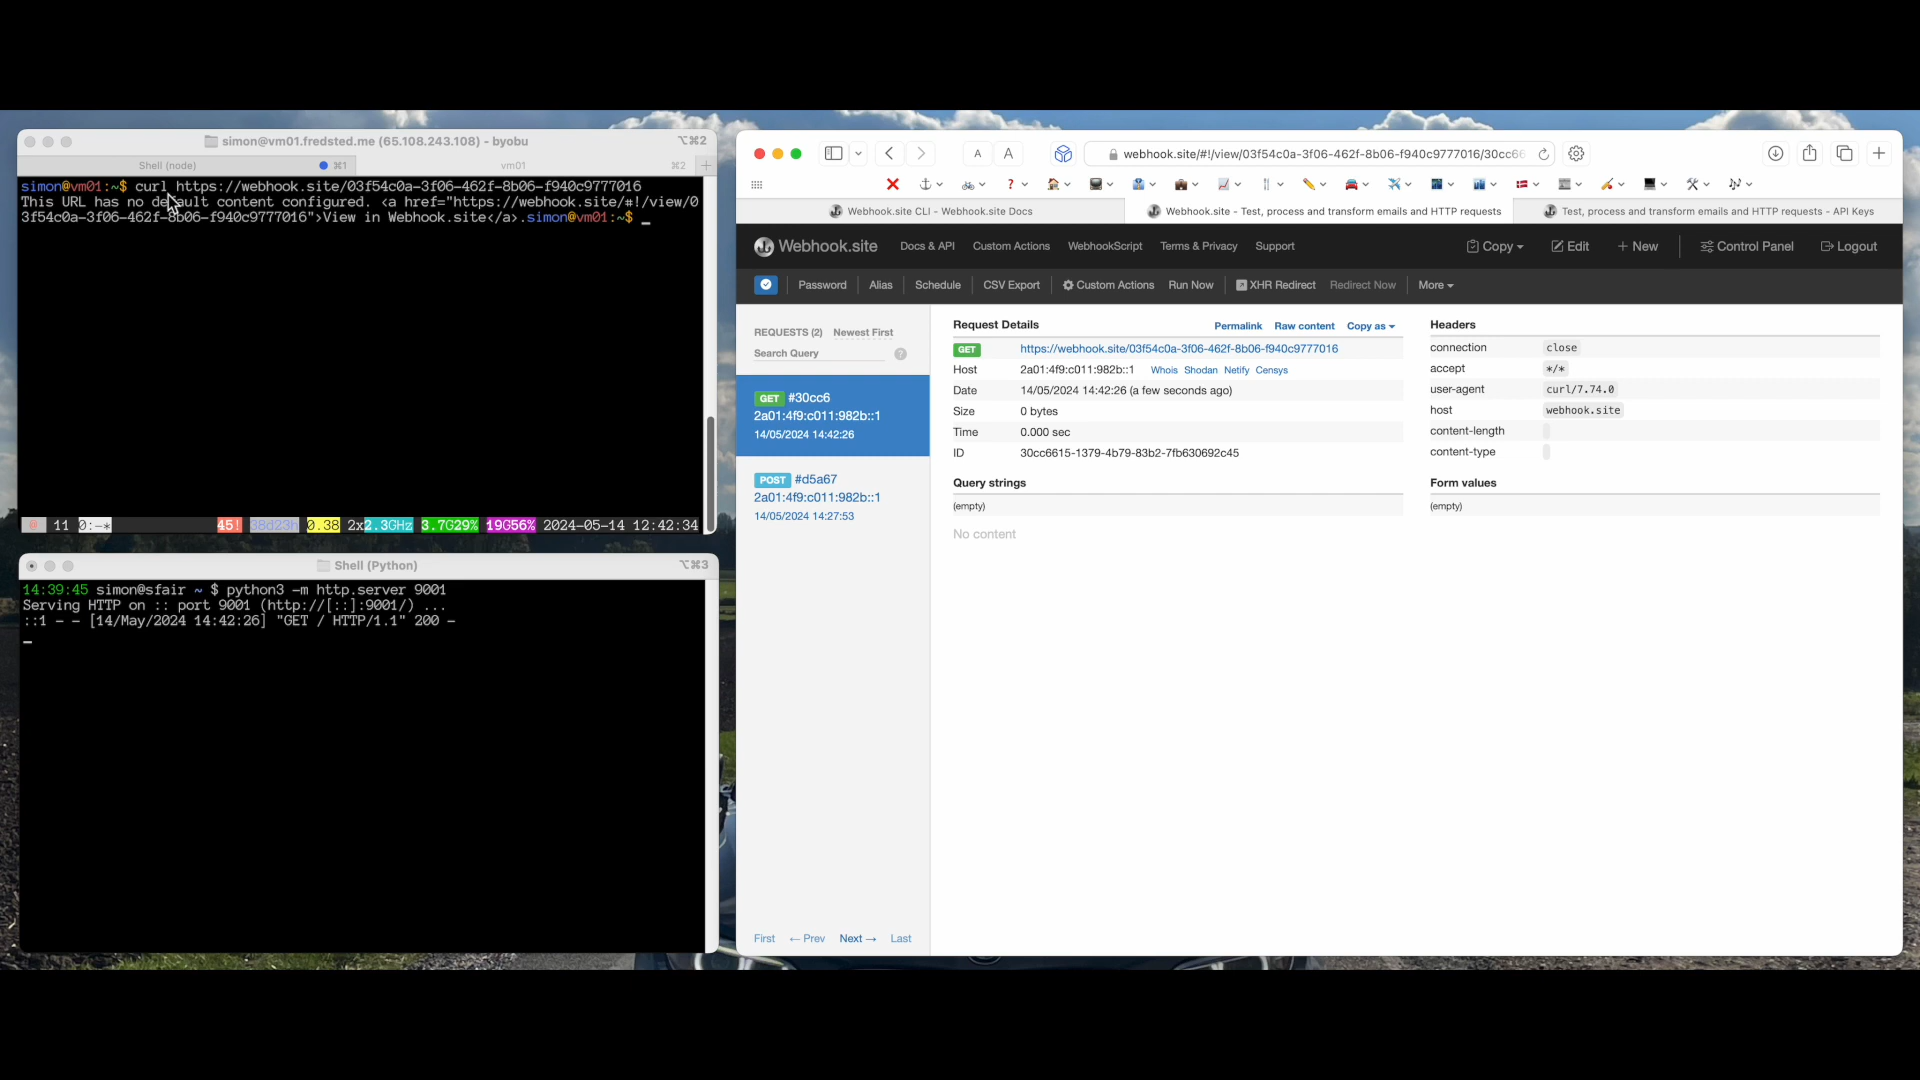 simon@vm01.fredsted.me (65.108.243.108) - byobu
⌥⌘2
Shell (node)
⌘1
vm01
⌘2
simon@vm01:~$ curl https://webhook.site/03f54c0a-3f06-462f-8b06-f940c9777016
This URL has no default content configured. <a href="https://webhook.site/#!/view/0
3f54c0a-3f06-462f-8b06-f940c9777016">View in Webhook.site</a>.simon@vm01:~$ _
@ 11 0:-* 45! 38d23h 0.38 2x2.3GHz 3.7G29% 19G56% 2024-05-14 12:42:34
Shell (Python)
⌥⌘3
14:39:45 simon@sfair ~ $ python3 -m http.server 9001
Serving HTTP on :: port 9001 (http://[::]:9001/) ...
::1 - - [14/May/2024 14:42:26] "GET / HTTP/1.1" 200 -
A A
webhook.site/#!/view/03f54c0a-3f06-462f-8b06-f940c9777016/30cc66
Webhook.site CLI - Webhook.site Docs
Webhook.site - Test, process and transform emails and HTTP requests
Test, process and transform emails and HTTP requests - API Keys
Webhook.site
Docs & API
Custom Actions
WebhookScript
Terms & Privacy
Support
Copy
Edit
+ New
Control Panel
Logout
Password
Alias
Schedule
CSV Export
Custom Actions
Run Now
XHR Redirect
Redirect Now
More
REQUESTS (2) Newest First
Search Query
?
GET #30cc6
2a01:4f9:c011:982b::1
14/05/2024 14:42:26
POST #d5a67
2a01:4f9:c011:982b::1
14/05/2024 14:27:53
First ← Prev Next → Last
Request Details
Permalink Raw content Copy as
GET https://webhook.site/03f54c0a-3f06-462f-8b06-f940c9777016
Host 2a01:4f9:c011:982b::1 Whois Shodan Netify Censys
Date 14/05/2024 14:42:26 (a few seconds ago)
Size 0 bytes
Time 0.000 sec
ID 30cc6615-1379-4b79-83b2-7fb630692c45
Query strings
(empty)
No content
Headers
connection close
accept */*
user-agent curl/7.74.0
host webhook.site
content-length
content-type
Form values
(empty)